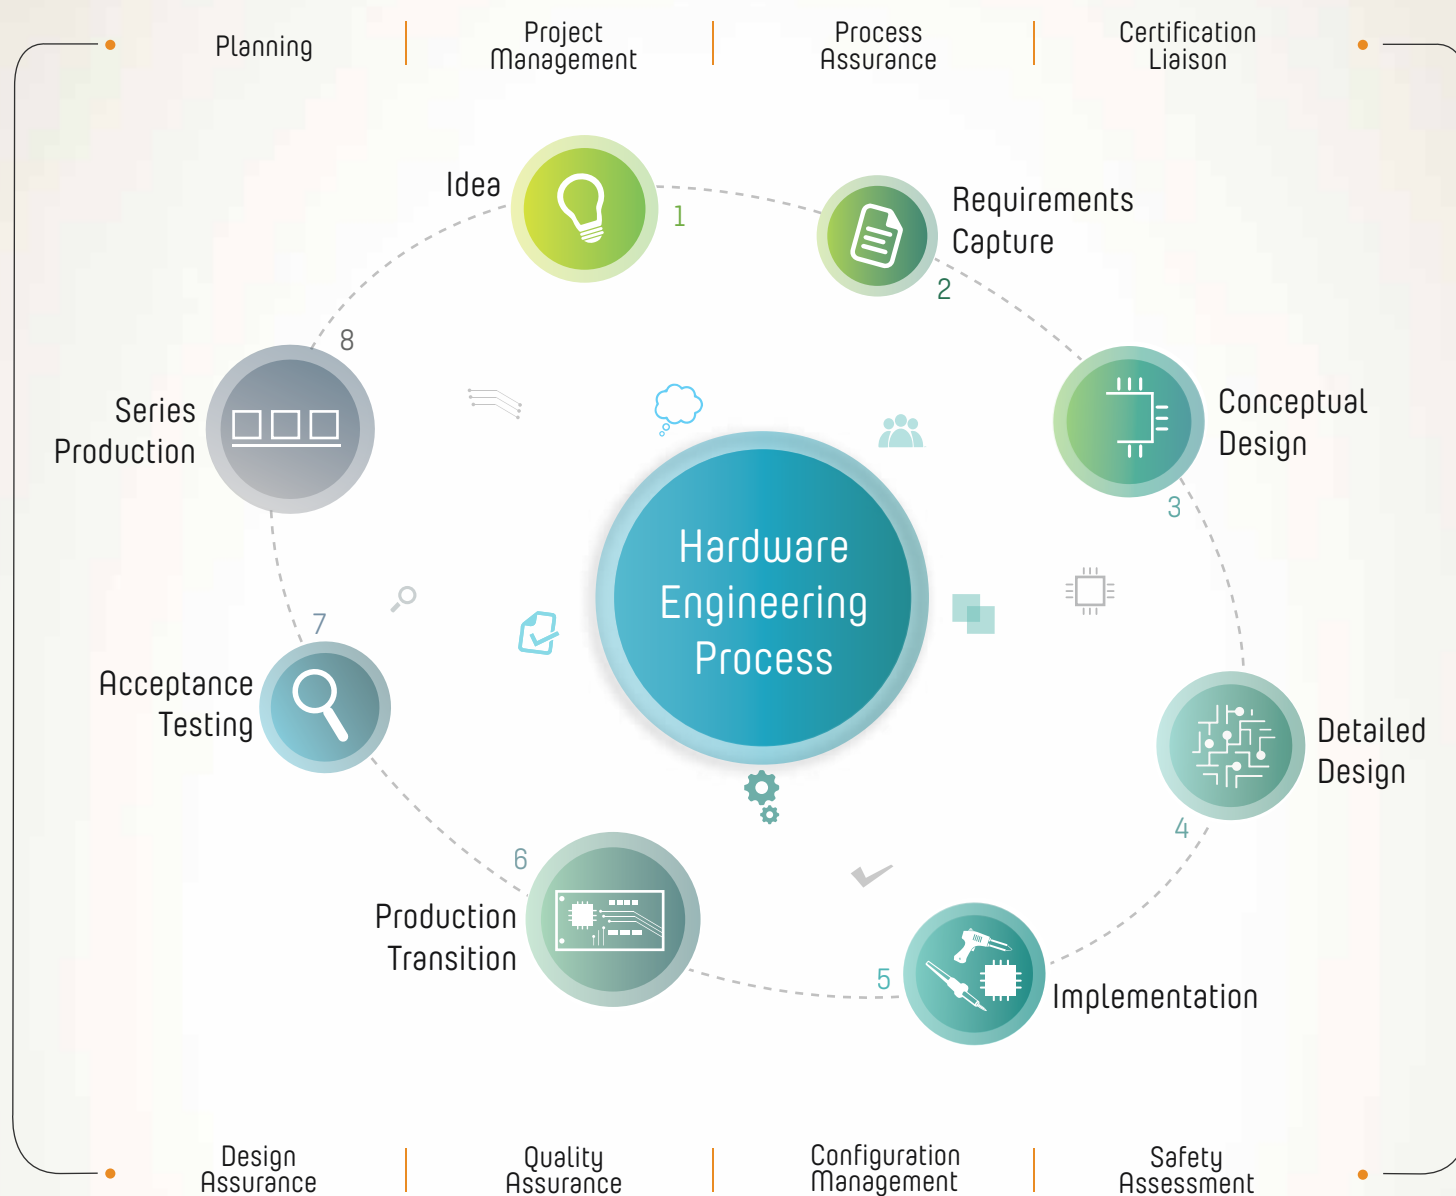 Planning
Project
Management
Process
Assurance
Certification
Liaison
Idea
1
Requirements
Capture
2
8
Series
Production
Conceptual
Design
3
Hardware
Engineering
Process
7
Acceptance
Testing
Detailed
Design
4
6
Production
Transition
5
Implementation
Design
Assurance
Quality
Assurance
Configuration
Management
Safety
Assessment